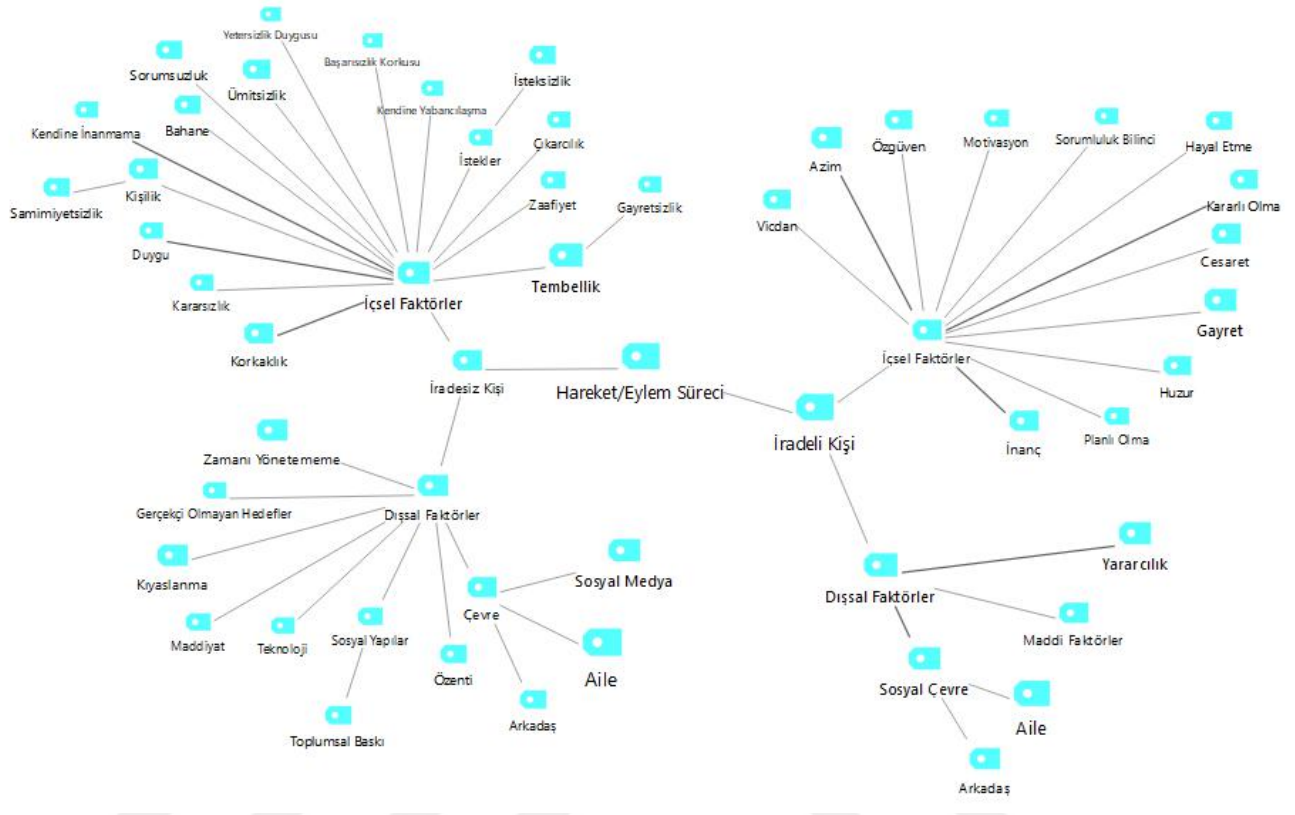 Yetersizlik Duygusu
Başarısızlık Korkusu
Sorumsuzluk
Ümitsizlik
İsteksizlik
Kendine Yabancılaşma
Kendine İnanmama
Bahane
İstekler
Çıkarcılık
Kişilik
Samimiyetsizlik
Zaafiyet
Gayretsizlik
Duygu
Tembellik
Kararsızlık
İçsel Faktörler
Korkaklık
İradesiz Kişi
Hareket/Eylem Süreci
Zamanı Yönetememe
Gerçekçi Olmayan Hedefler
Dışsal Faktörler
Kıyaslanma
Maddiyat
Teknoloji
Sosyal Yapılar
Toplumsal Baskı
Özenti
Çevre
Sosyal Medya
Aile
Arkadaş
Azim
Özgüven
Motivasyon
Sorumluluk Bilinci
Hayal Etme
Vicdan
Kararlı Olma
Cesaret
Gayret
İçsel Faktörler
Huzur
Planlı Olma
İnanç
İradeli Kişi
Dışsal Faktörler
Yararcılık
Maddi Faktörler
Sosyal Çevre
Aile
Arkadaş